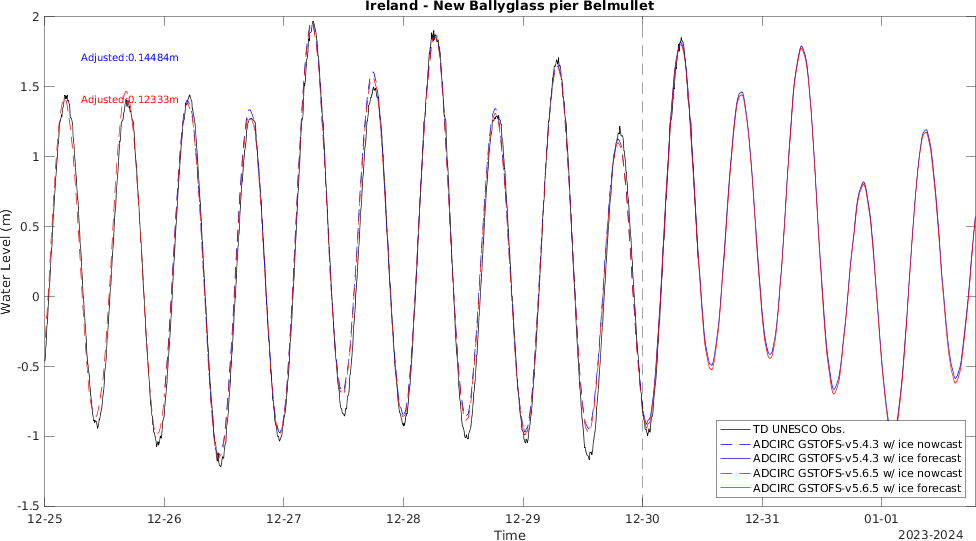 Ireland - New Ballyglass pier Belmullet
Adjusted:0.14484m
Adjusted:0.12333m
Water Level (m)
2
1.5
1
0.5
0
-0.5
-1
-1.5
TD UNESCO Obs.
ADCIRC GSTOFS-v5.4.3 w/ ice nowcast
ADCIRC GSTOFS-v5.4.3 w/ ice forecast
ADCIRC GSTOFS-v5.6.5 w/ ice nowcast
ADCIRC GSTOFS-v5.6.5 w/ ice forecast
12-25 12-26 12-27 12-28 12-29 12-30 12-31 01-01
Time
2023-2024